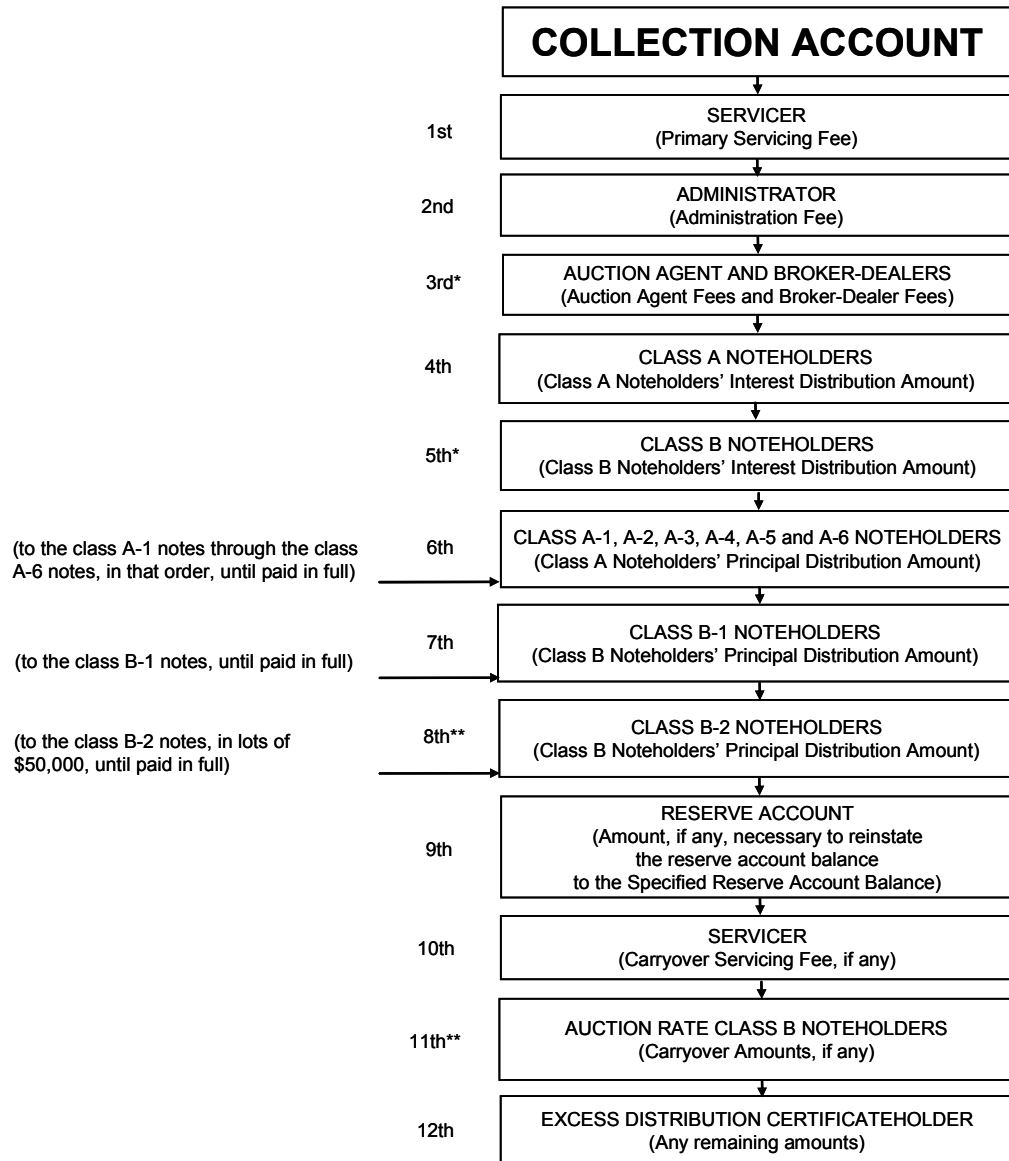 COLLECTION ACCOUNT
1st
SERVICER
(Primary Servicing Fee)
2nd
ADMINISTRATOR
(Administration Fee)
3rd*
AUCTION AGENT AND BROKER-DEALERS
(Auction Agent Fees and Broker-Dealer Fees)
4th
CLASS A NOTEHOLDERS
(Class A Noteholders’ Interest Distribution Amount)
5th*
CLASS B NOTEHOLDERS
(Class B Noteholders’ Interest Distribution Amount)
(to the class A-1 notes through the class
A-6 notes, in that order, until paid in full)
6th
CLASS A-1, A-2, A-3, A-4, A-5 and A-6 NOTEHOLDERS
(Class A Noteholders’ Principal Distribution Amount)
(to the class B-1 notes, until paid in full)
7th
CLASS B-1 NOTEHOLDERS
(Class B Noteholders’ Principal Distribution Amount)
(to the class B-2 notes, in lots of
$50,000, until paid in full)
8th**
CLASS B-2 NOTEHOLDERS
(Class B Noteholders’ Principal Distribution Amount)
9th
RESERVE ACCOUNT
(Amount, if any, necessary to reinstate
the reserve account balance
to the Specified Reserve Account Balance)
10th
SERVICER
(Carryover Servicing Fee, if any)
11th**
AUCTION RATE CLASS B NOTEHOLDERS
(Carryover Amounts, if any)
12th
EXCESS DISTRIBUTION CERTIFICATEHOLDER
(Any remaining amounts)